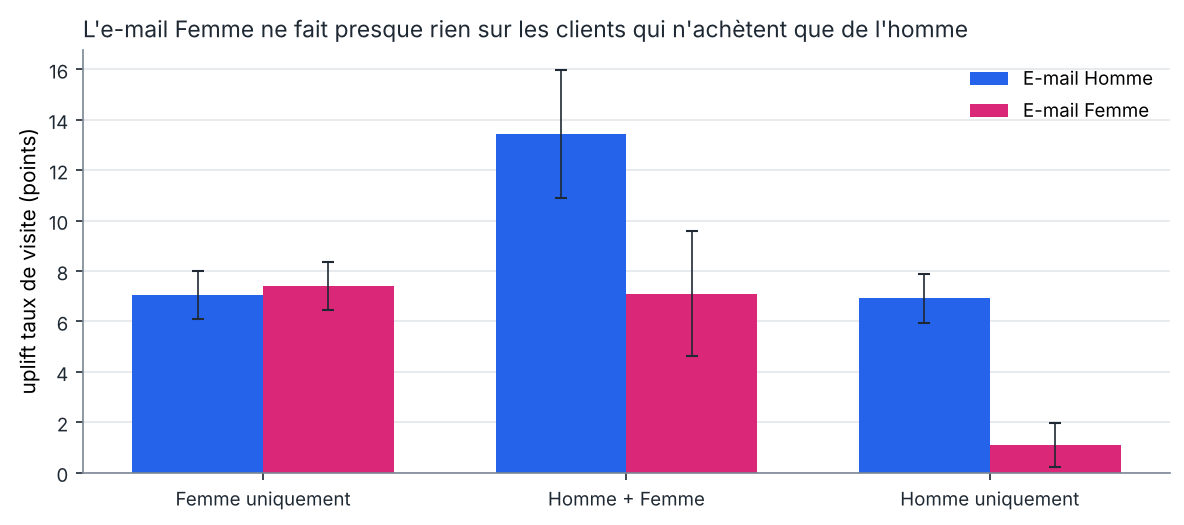 L'e-mail Femme ne fait presque rien sur les clients qui n'achètent que de l'homme
E-mail Homme
E-mail Femme
uplift taux de visite (points)
16
14
12
10
8
6
4
2
0
Femme uniquement
Homme + Femme
Homme uniquement